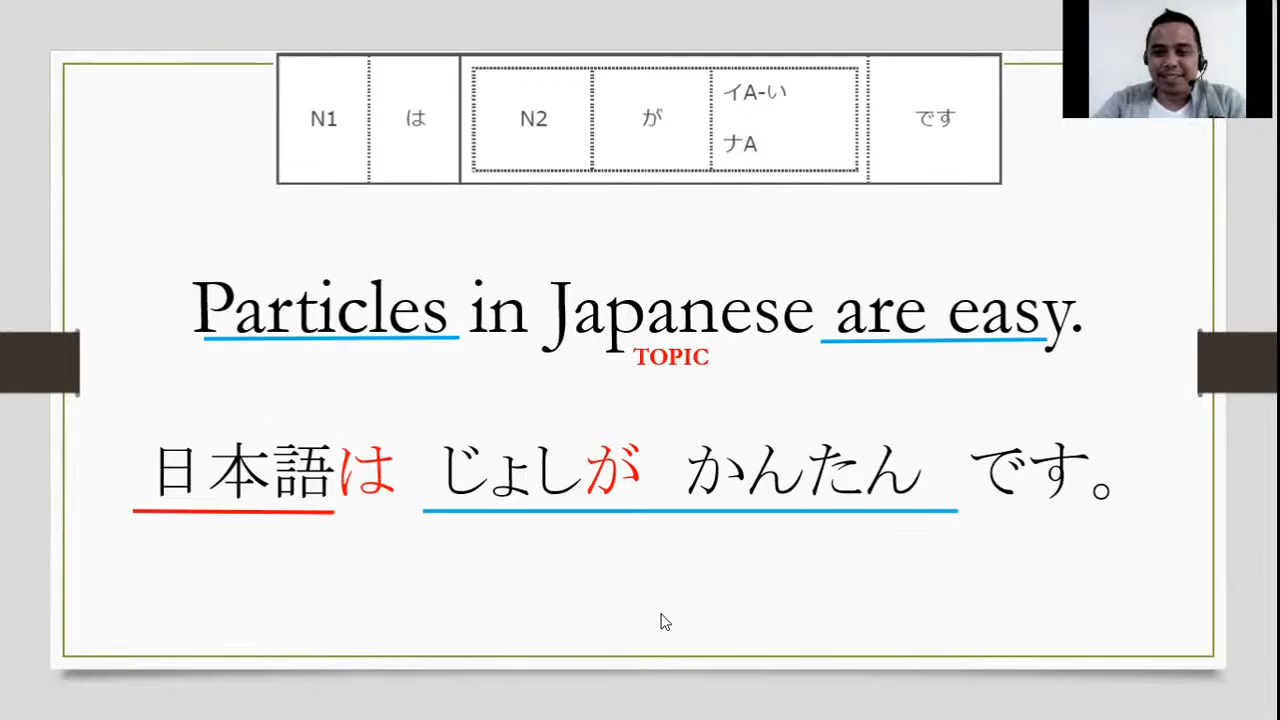 N1 は N2 が イA-い です
ナA
Particles in Japanese are easy.
TOPIC
日本語は じょしが かんたん です。